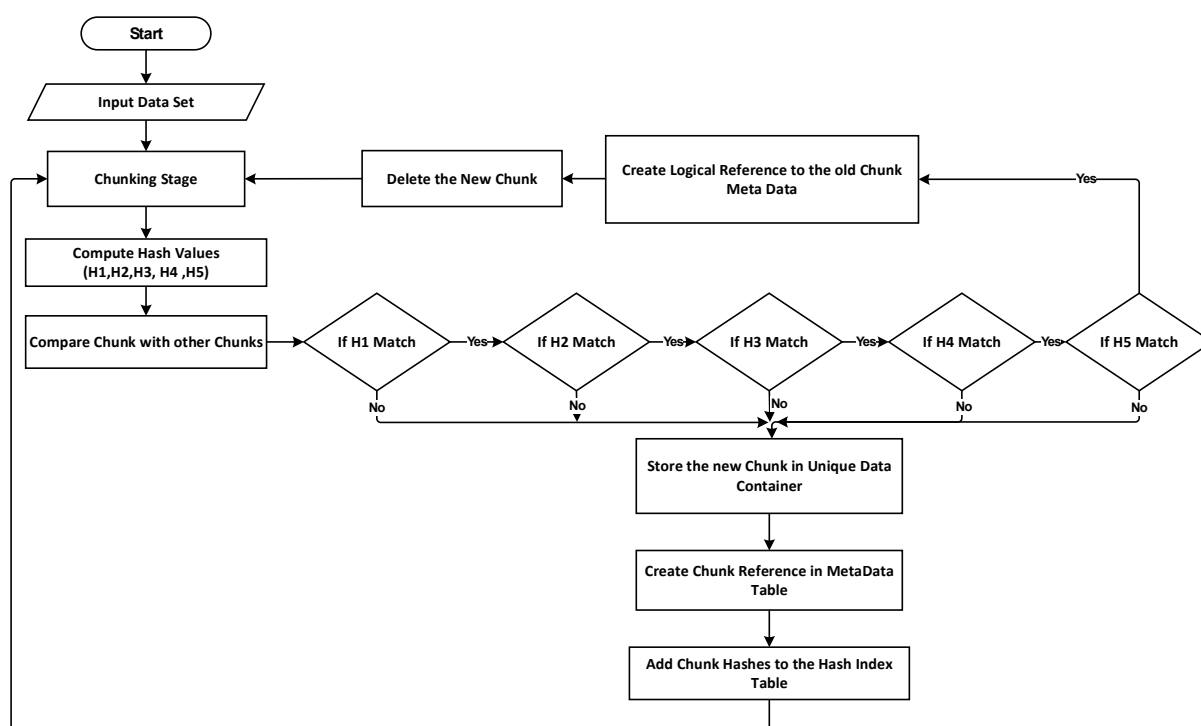 Start
Input Data Set
Chunking Stage
Delete the New Chunk
Create Logical Reference to the old Chunk
Meta Data
Yes
Compute Hash Values
(H1,H2,H3, H4 ,H5)
Compare Chunk with other Chunks
If H1 Match
Yes
If H2 Match
Yes
If H3 Match
Yes
If H4 Match
Yes
If H5 Match
No
No
No
No
No
Store the new Chunk in Unique Data
Container
Create Chunk Reference in MetaData
Table
Add Chunk Hashes to the Hash Index
Table